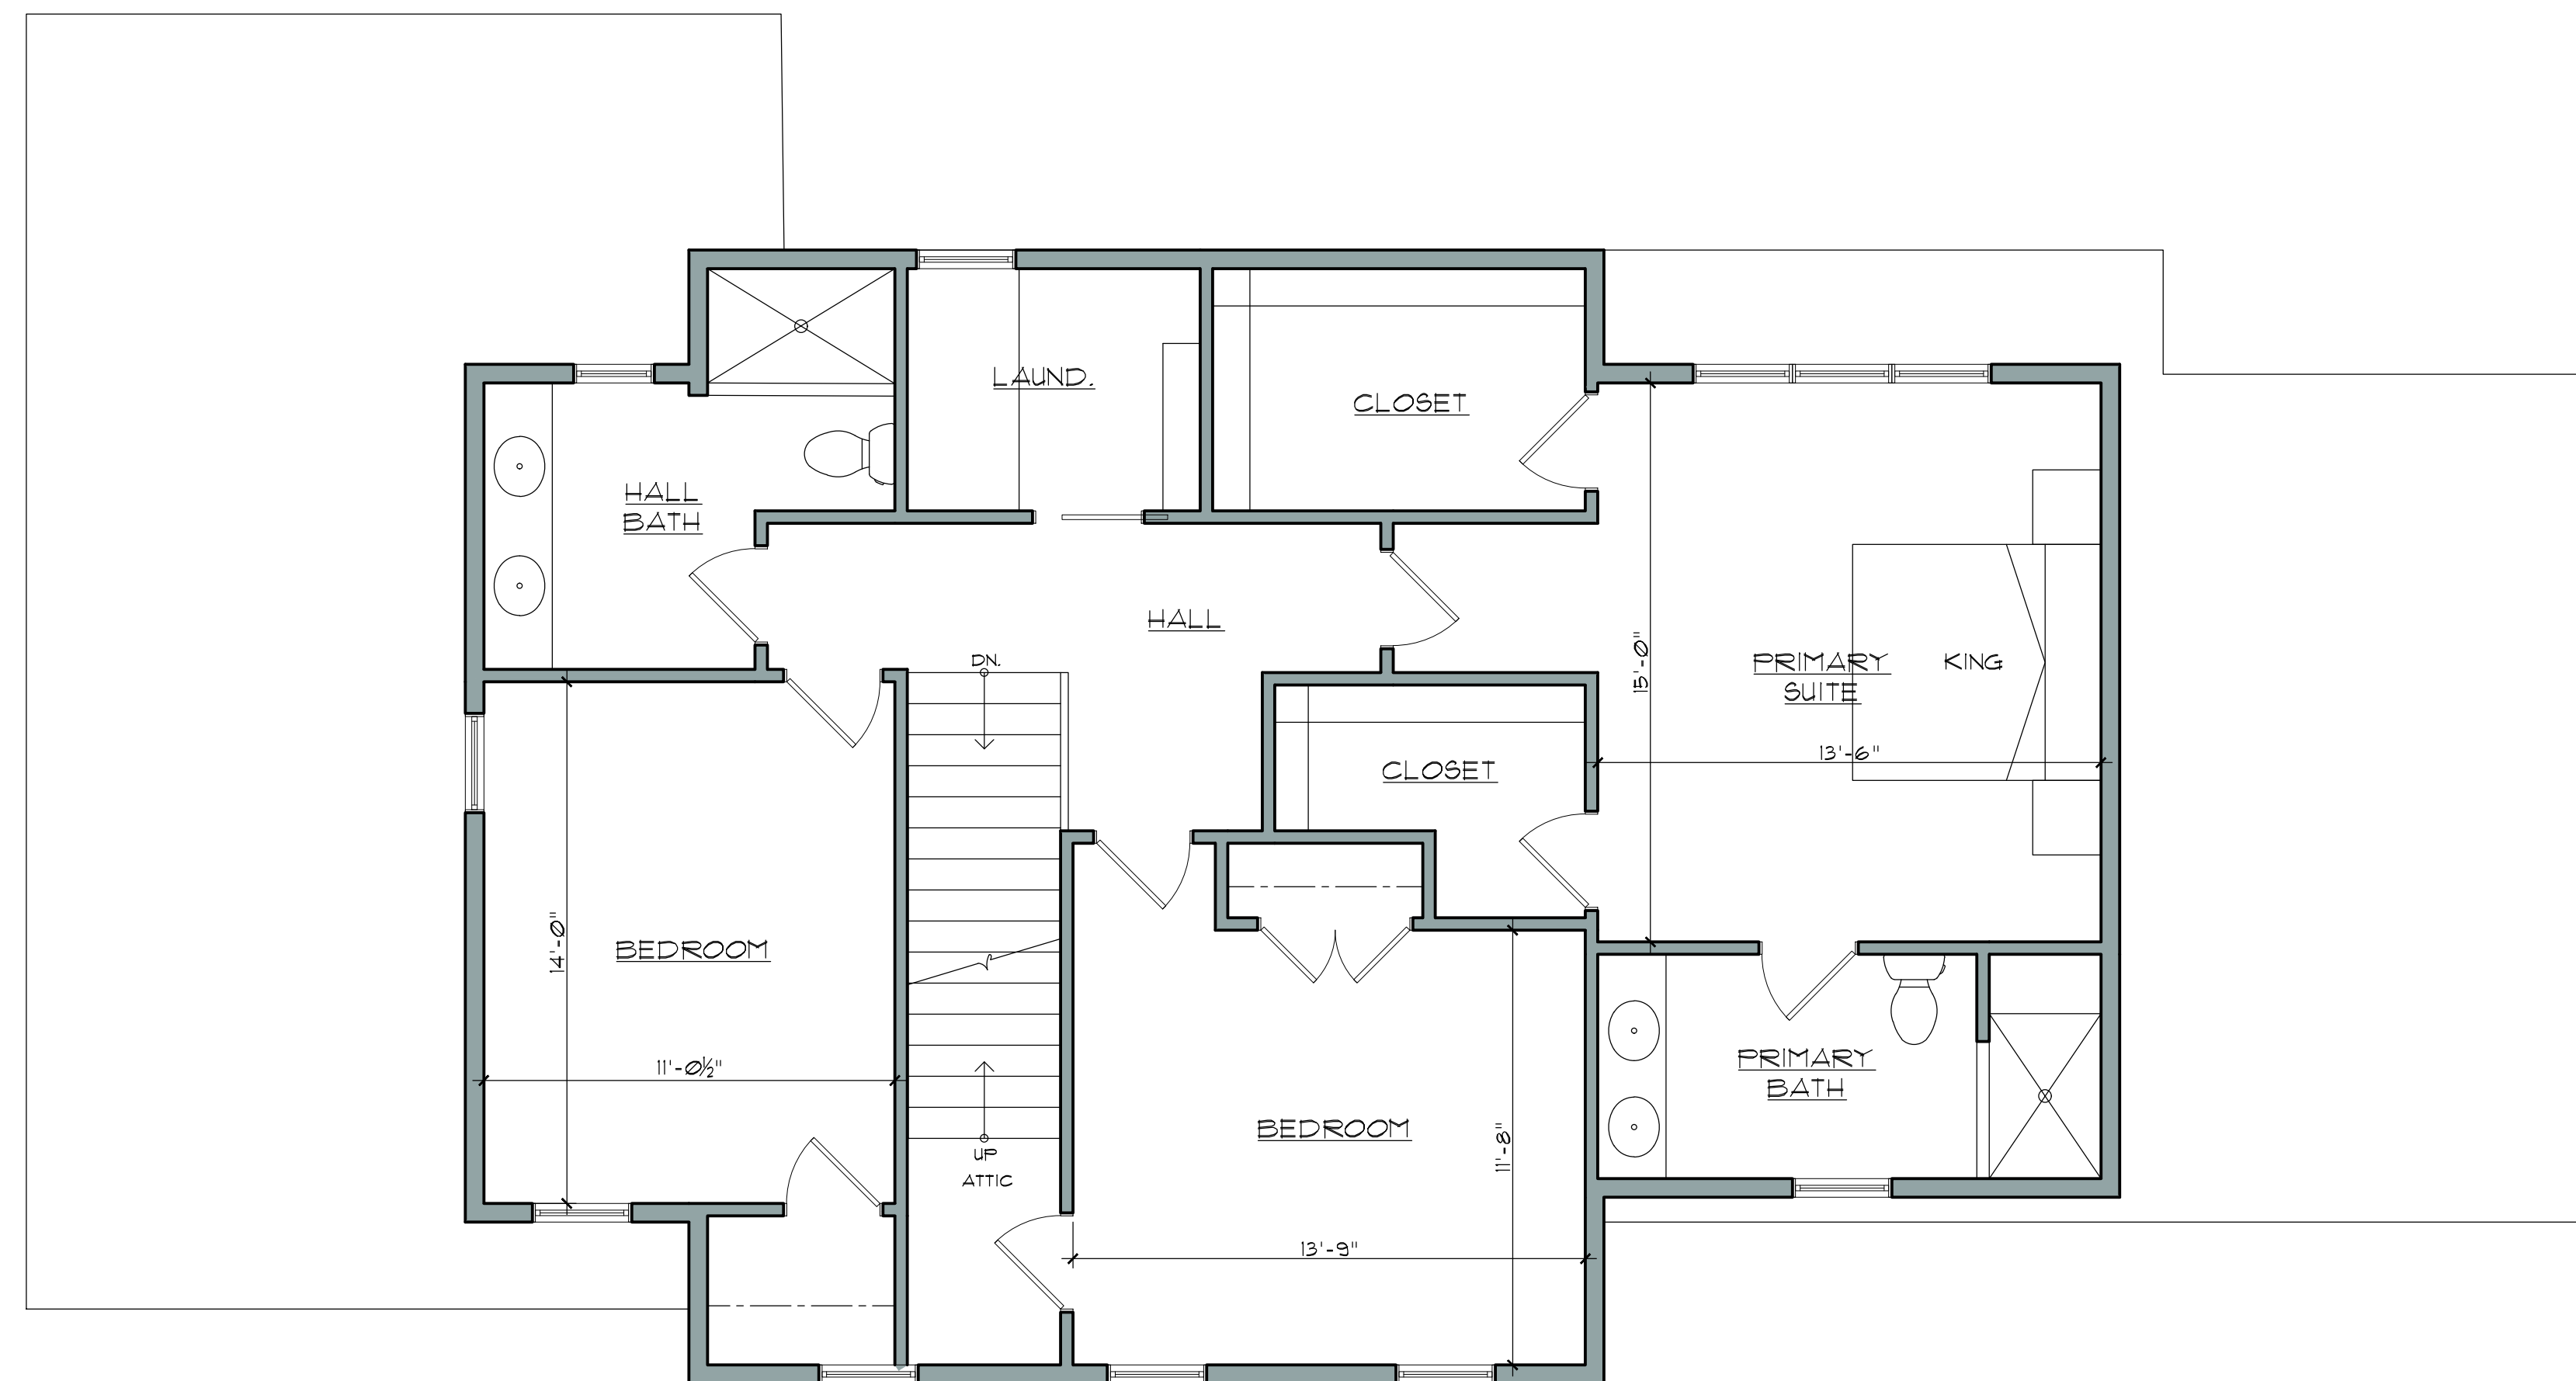 LAUND.
CLOSET
HALL
BATH
HALL
DN.
15'-0"
PRIMARY
SUITE
KING
13'-6"
CLOSET
14'-0"
BEDROOM
11'-0½"
PRIMARY
BATH
BEDROOM
11'-8"
UP
ATTIC
13'-9"